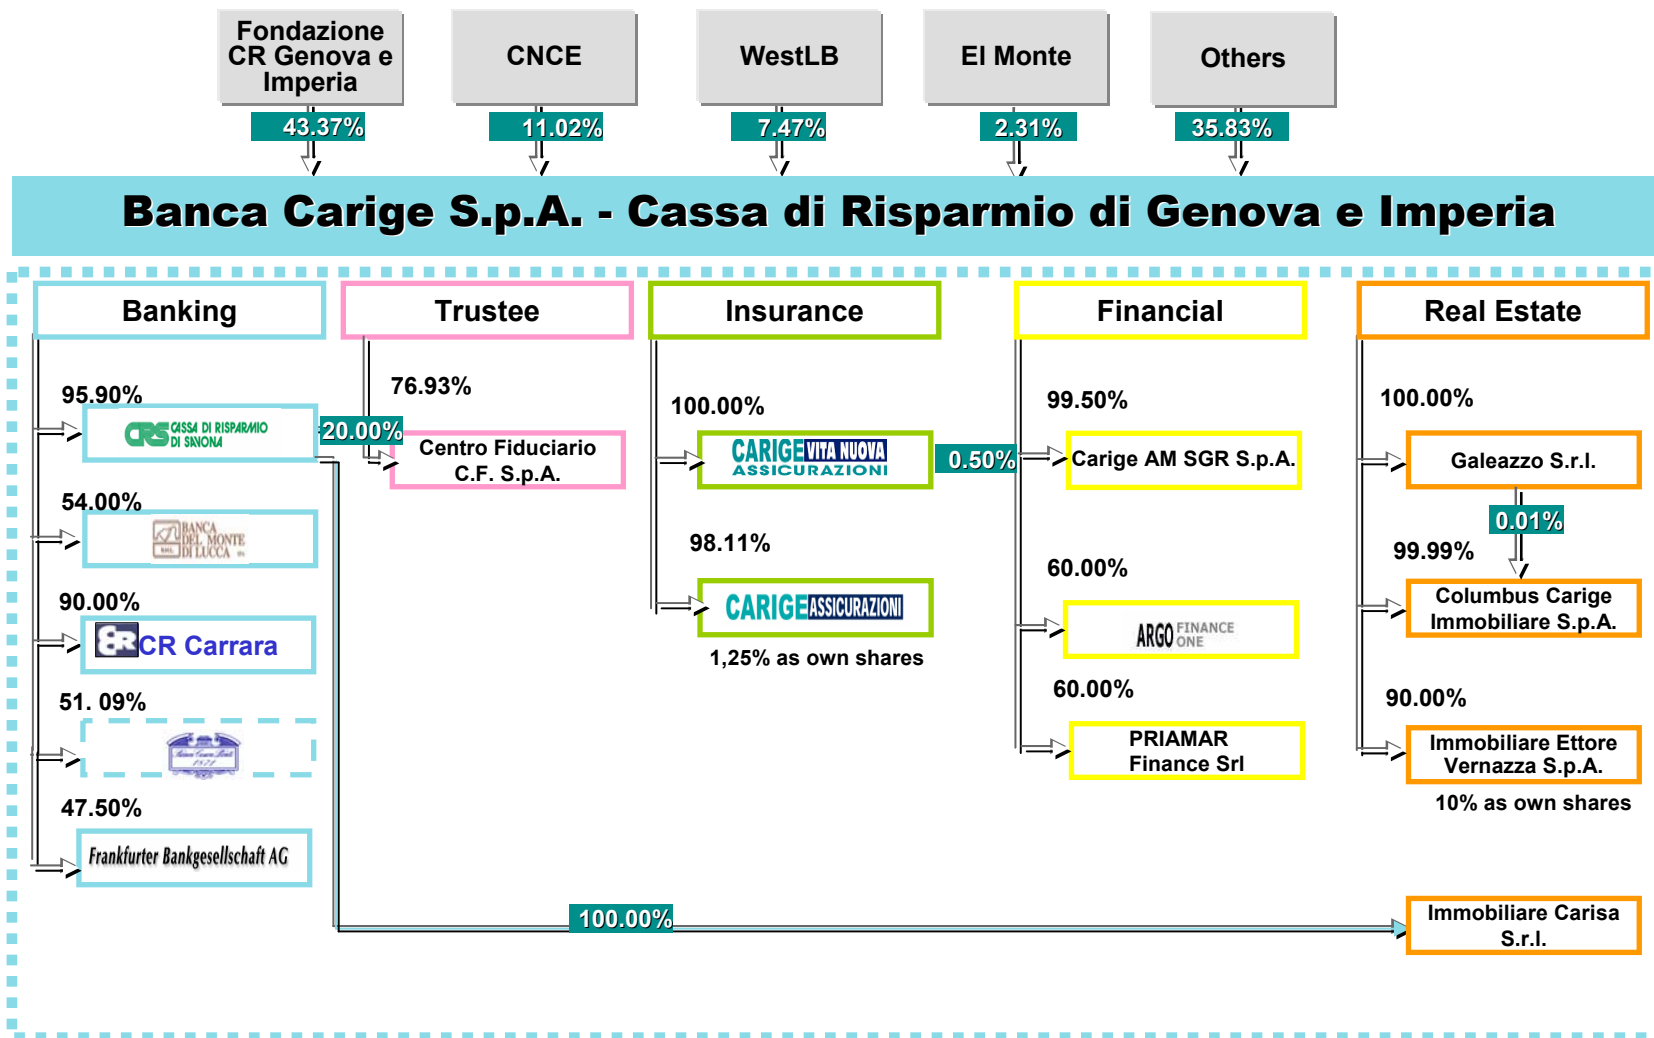 Fondazione
CR Genova e
Imperia
CNCE
WestLB
El Monte
Others
43.37%
11.02%
7.47%
2.31%
35.83%
Banca Carige S.p.A. - Cassa di Risparmio di Genova e Imperia
Banking
Trustee
Insurance
Financial
Real Estate
95.90%
CRS CASSA DI RISPARMIO
DI SAVONA
20.00%
54.00%
BANCA
DEL MONTE
DI LUCCA
90.00%
CR Carrara
51. 09%
1871
47.50%
Frankfurter Bankgesellschaft AG
76.93%
Centro Fiduciario
C.F. S.p.A.
100.00%
CARIGE VITA NUOVA
ASSICURAZIONI
0.50%
98.11%
CARIGE ASSICURAZIONI
1,25% as own shares
99.50%
Carige AM SGR S.p.A.
60.00%
ARGO FINANCE
ONE
60.00%
PRIAMAR
Finance Srl
100.00%
Galeazzo S.r.l.
0.01%
99.99%
Columbus Carige
Immobiliare S.p.A.
90.00%
Immobiliare Ettore
Vernazza S.p.A.
10% as own shares
100.00%
Immobiliare Carisa
S.r.l.